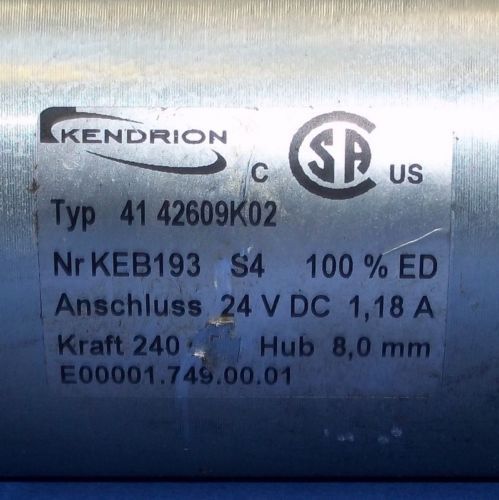 KENDRION
C SA US
Typ 41 42609K02
Nr KEB193 S4 100 % ED
Anschluss 24 V DC 1,18 A
Kraft 240 Hub 8,0 mm
E00001.749.00.01